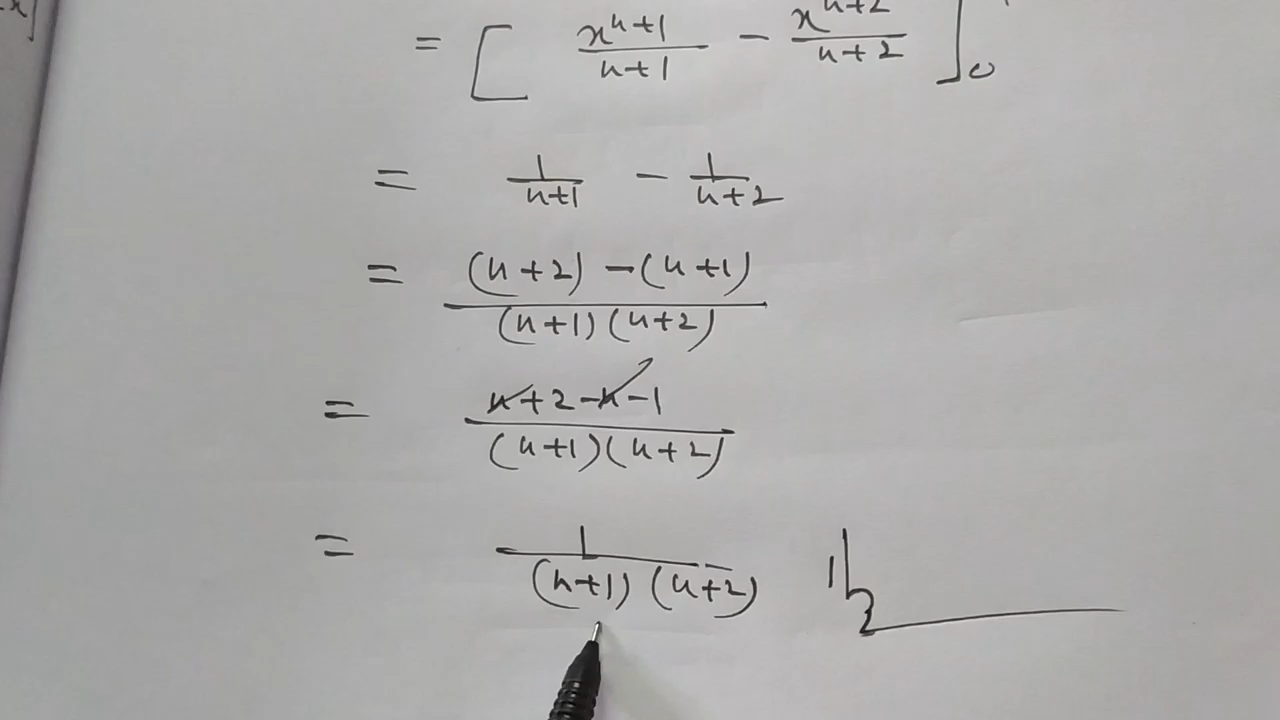 x]
= [ x^{n+1}/n+1 - x^{n+2}/n+2 ]_0
= 1/n+1 - 1/n+2
= (n+2) - (n+1)/(n+1)(n+2)
= n+2-n-1/(n+1)(n+2)
= 1/(n+1)(n+2)